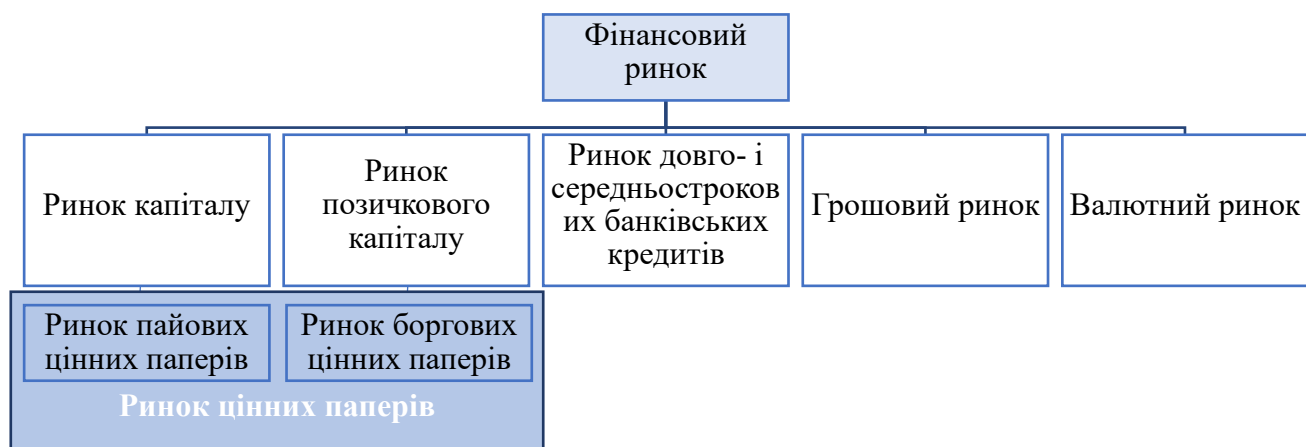 Фінансовий
ринок
Ринок капіталу
Ринок
позичкового
капіталу
Ринок довго- і
середньостроков
их банківських
кредитів
Грошовий ринок
Валютний ринок
Ринок пайових
цінних паперів
Ринок боргових
цінних паперів
Ринок цінних паперів